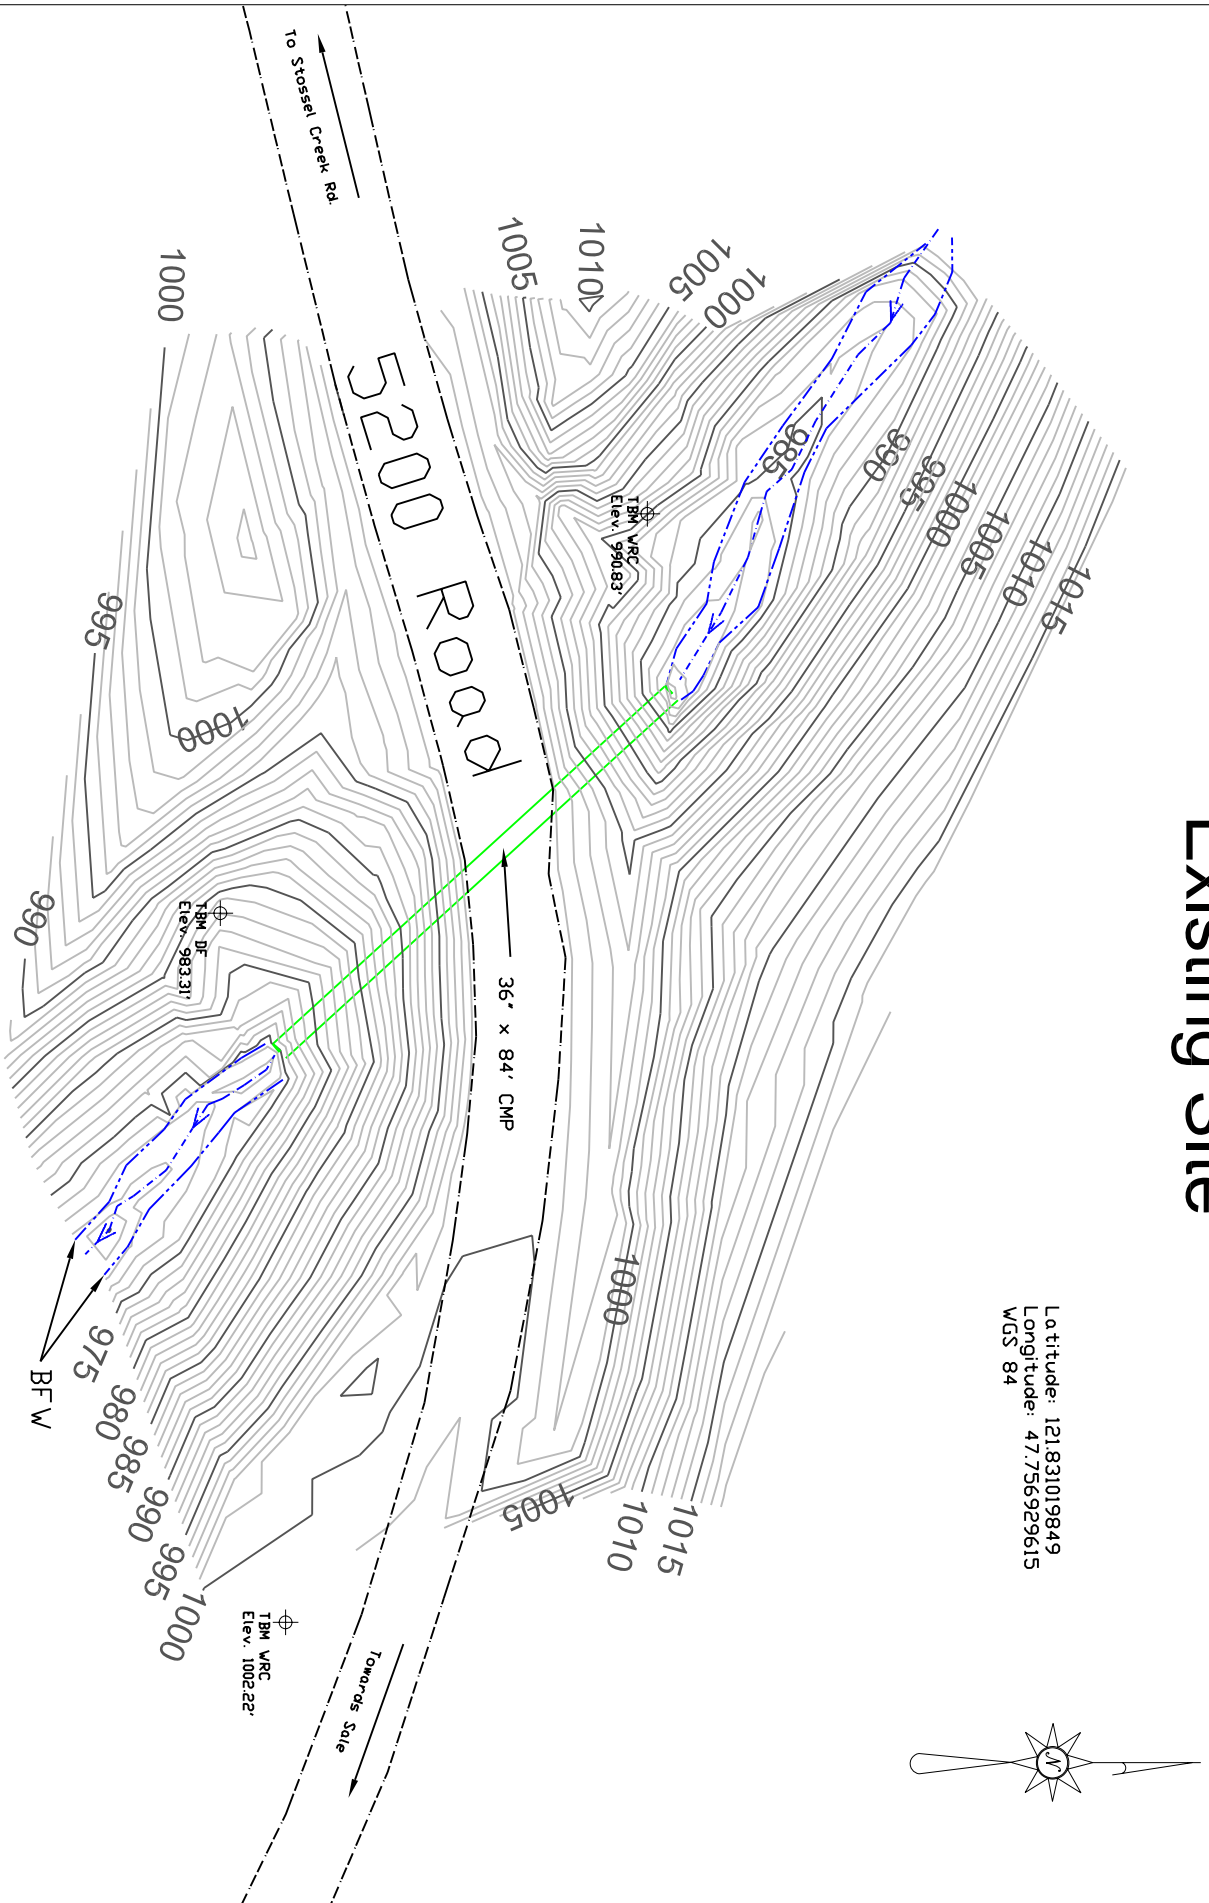 Existing Site
Latitude: 121.831019849
Longitude: 47.756929615
WGS 84
N
To Stossel Creek Rd.
5200 Road
36" x 84' CMP
Towards Sale
TBM WRC
Elev. 990.83'
TBM DF
Elev. 983.31'
TBM WRC
Elev. 1002.22'
BFW
1015
1010
1005
1000
995
990
985
1000
1005
1010
1005
1000
1000
995
990
1000
1005
1010
1015
975
980
985
990
995
1000